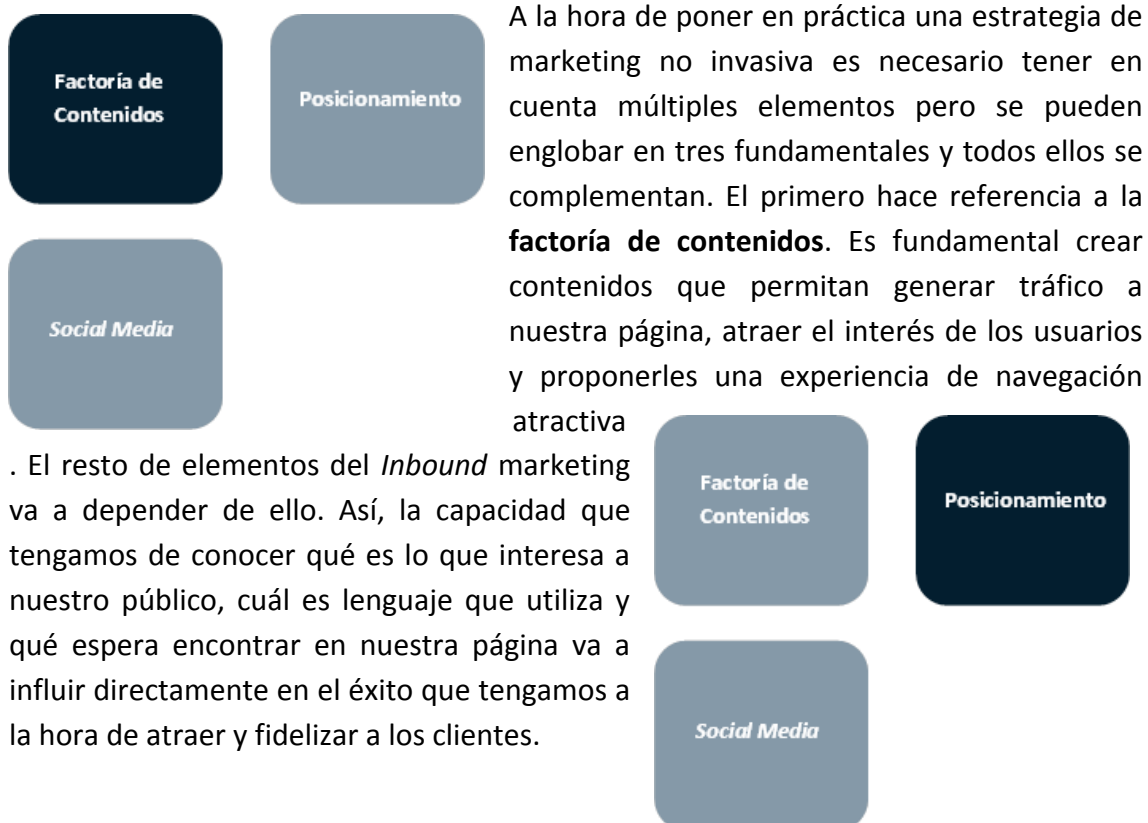 Factoría de
Contenidos
Posicionamiento
Social Media
A la hora de poner en práctica una estrategia de
marketing no invasiva es necesario tener en
cuenta múltiples elementos pero se pueden
englobar en tres fundamentales y todos ellos se
complementan. El primero hace referencia a la
factoría de contenidos. Es fundamental crear
contenidos que permitan generar tráfico a
nuestra página, atraer el interés de los usuarios
y proponerles una experiencia de navegación
atractiva
. El resto de elementos del Inbound marketing
va a depender de ello. Así, la capacidad que
tengamos de conocer qué es lo que interesa a
nuestro público, cuál es lenguaje que utiliza y
qué espera encontrar en nuestra página va a
influir directamente en el éxito que tengamos a
la hora de atraer y fidelizar a los clientes.
Factoría de
Contenidos
Posicionamiento
Social Media